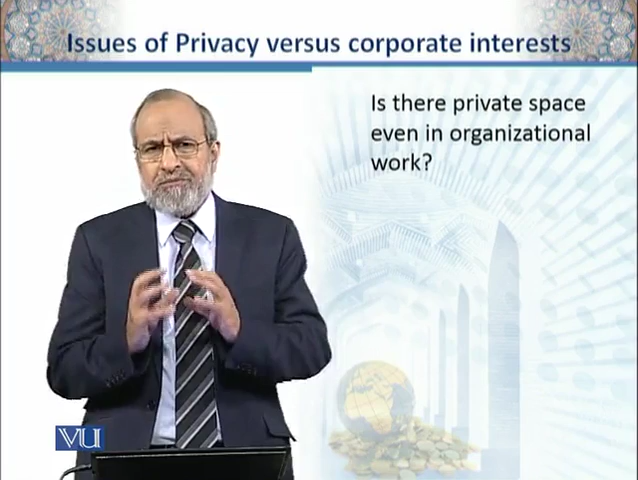 Issues of Privacy versus corporate interests
Is there private space
even in organizational
work?
VU